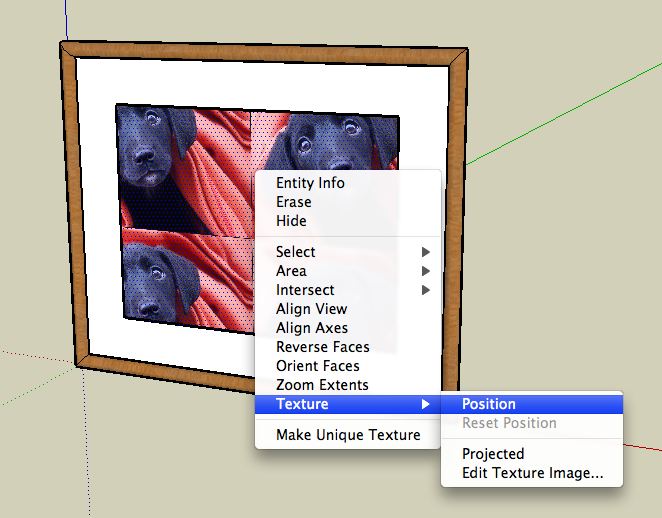 Entity Info
Erase
Hide
Select
Area
Intersect
Align View
Align Axes
Reverse Faces
Orient Faces
Zoom Extents
Texture
Make Unique Texture
Position
Reset Position
Projected
Edit Texture Image...